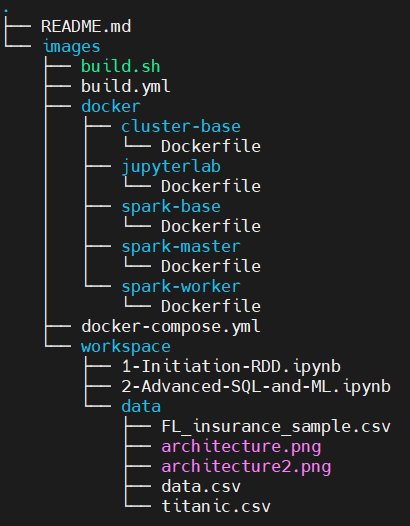 .
├── README.md
└── images
    ├── build.sh
    ├── build.yml
    ├── docker
    │   ├── cluster-base
    │   │   └── Dockerfile
    │   ├── jupyterlab
    │   │   └── Dockerfile
    │   ├── spark-base
    │   │   └── Dockerfile
    │   ├── spark-master
    │   │   └── Dockerfile
    │   └── spark-worker
    │       └── Dockerfile
    ├── docker-compose.yml
    └── workspace
        ├── 1-Initiation-RDD.ipynb
        ├── 2-Advanced-SQL-and-ML.ipynb
        └── data
            ├── FL_insurance_sample.csv
            ├── architecture.png
            ├── architecture2.png
            ├── data.csv
            └── titanic.csv